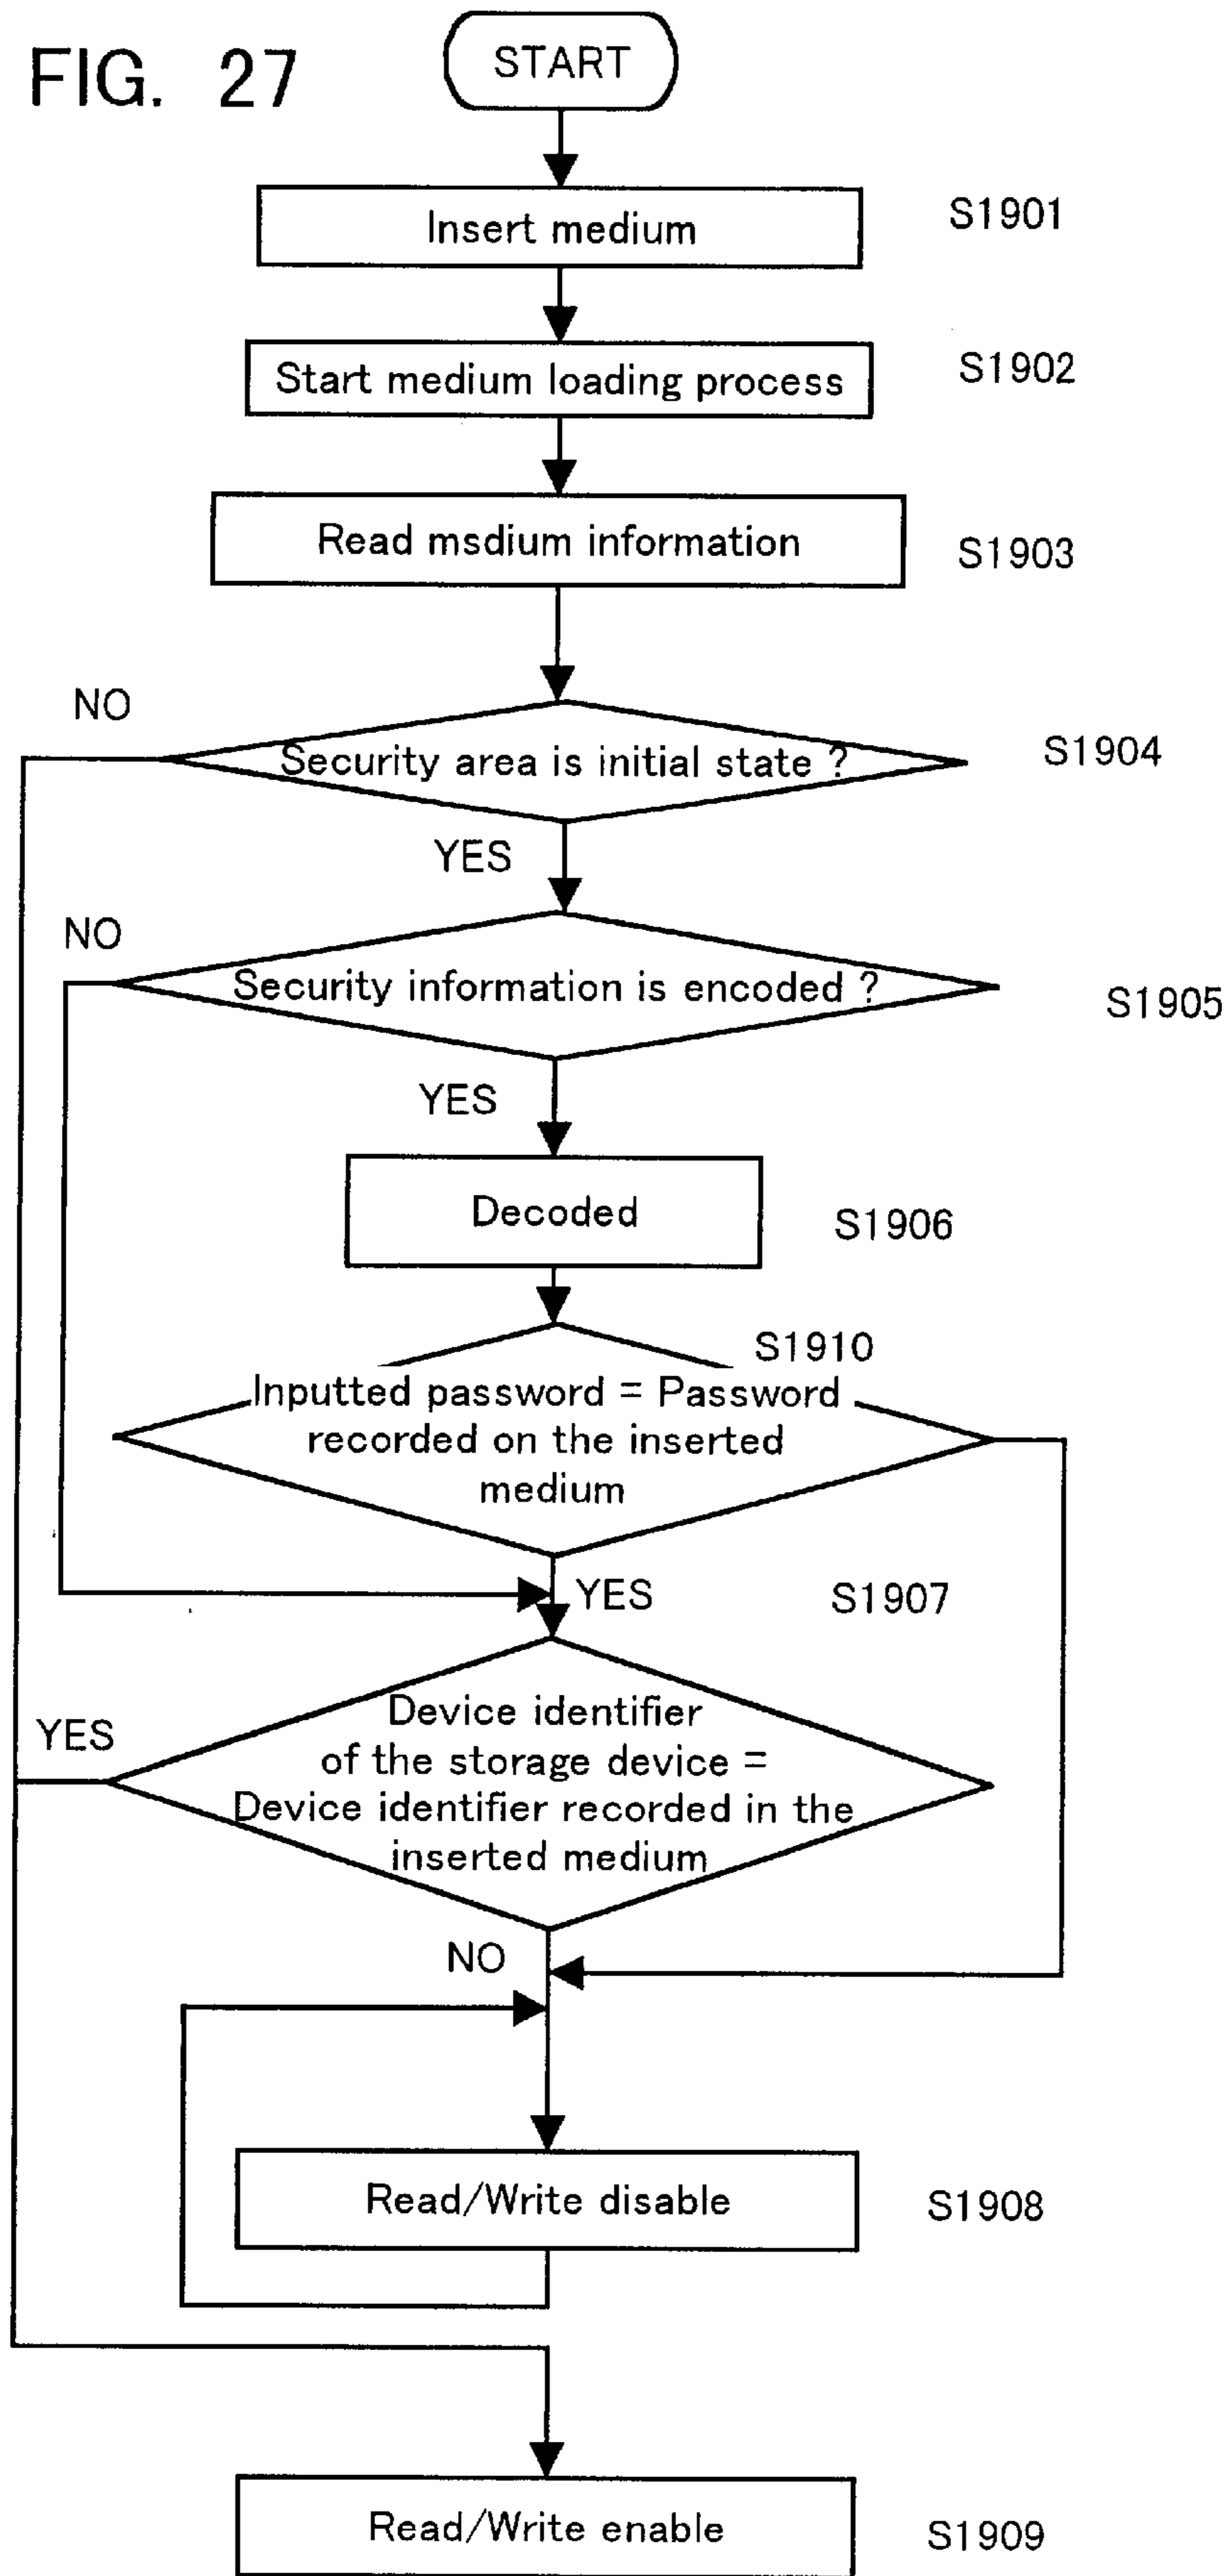 FIG. 27
START
Insert medium
S1901
Start medium loading process
S1902
Read msdium information
S1903
NO
Security area is initial state ?
S1904
YES
NO
Security information is encoded ?
S1905
YES
Decoded
S1906
S1910
Inputted password = Password
recorded on the inserted
medium
YES
S1907
Device identifier
YES
of the storage device =
Device identifier recorded in the
inserted medium
NO
Read/Write disable
S1908
Read/Write enable
S1909